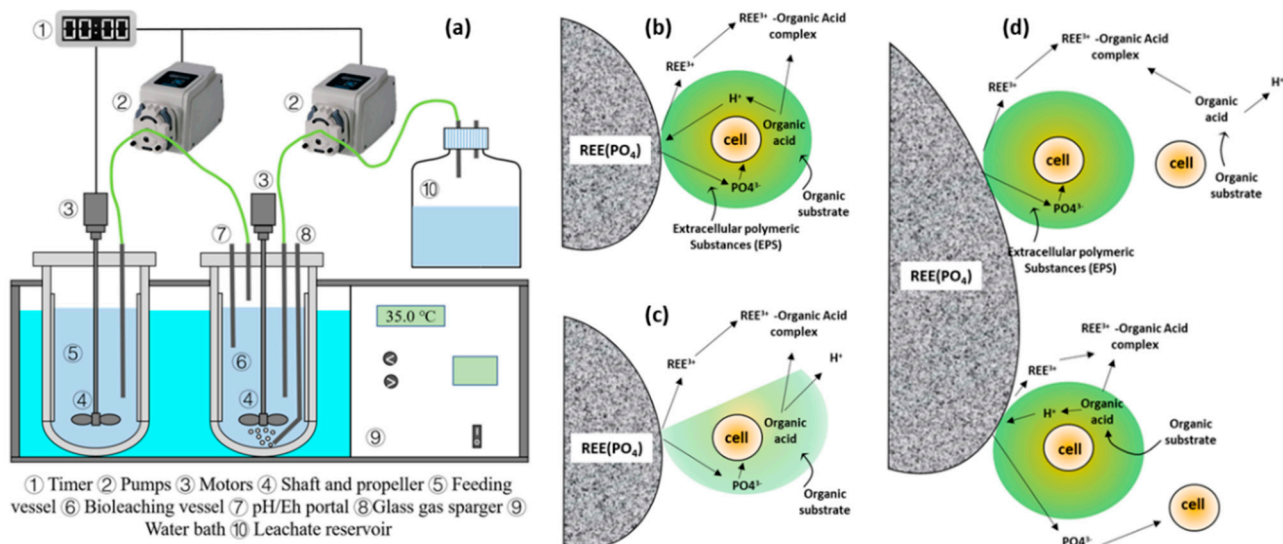 (a)
①
②
②
③
③
⑩
⑦
⑧
35.0 ℃
<
>
⑤
⑥
④
④
⑨
① Timer ② Pumps ③ Motors ④ Shaft and propeller ⑤ Feeding
vessel ⑥ Bioleaching vessel ⑦ pH/Eh portal ⑧Glass gas sparger ⑨
Water bath ⑩ Leachate reservoir
(b)
REE³⁺ -Organic Acid
complex
REE³⁺
H⁺
Organic
acid
cell
REE(PO₄)
PO4³⁻
Organic
substrate
Extracellular polymeric
Substances (EPS)
(c)
REE³⁺ -Organic Acid
complex
REE³⁺
H⁺
Organic
acid
cell
REE(PO₄)
PO4³⁻
Organic
substrate
(d)
REE³⁺ -Organic Acid
complex
REE³⁺
H⁺
Organic
acid
cell
cell
Organic
substrate
PO4³⁻
Extracellular polymeric
Substances (EPS)
REE(PO₄)
REE³⁺ -Organic Acid
complex
REE³⁺
H⁺
Organic
acid
Organic
substrate
cell
cell
PO4³⁻